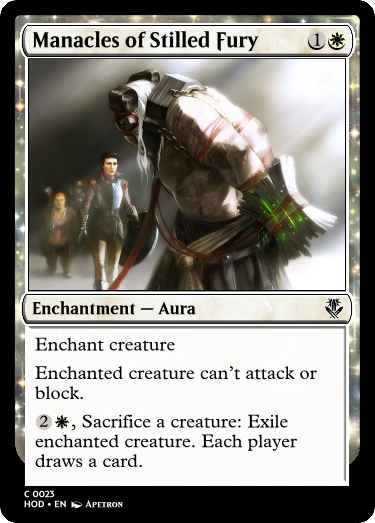 Manacles of Stilled Fury 1
Enchantment — Aura
Enchant creature
Enchanted creature can't attack or
block.
2, Sacrifice a creature: Exile
enchanted creature. Each player
draws a card.
C 0023
HOD • EN Apetron